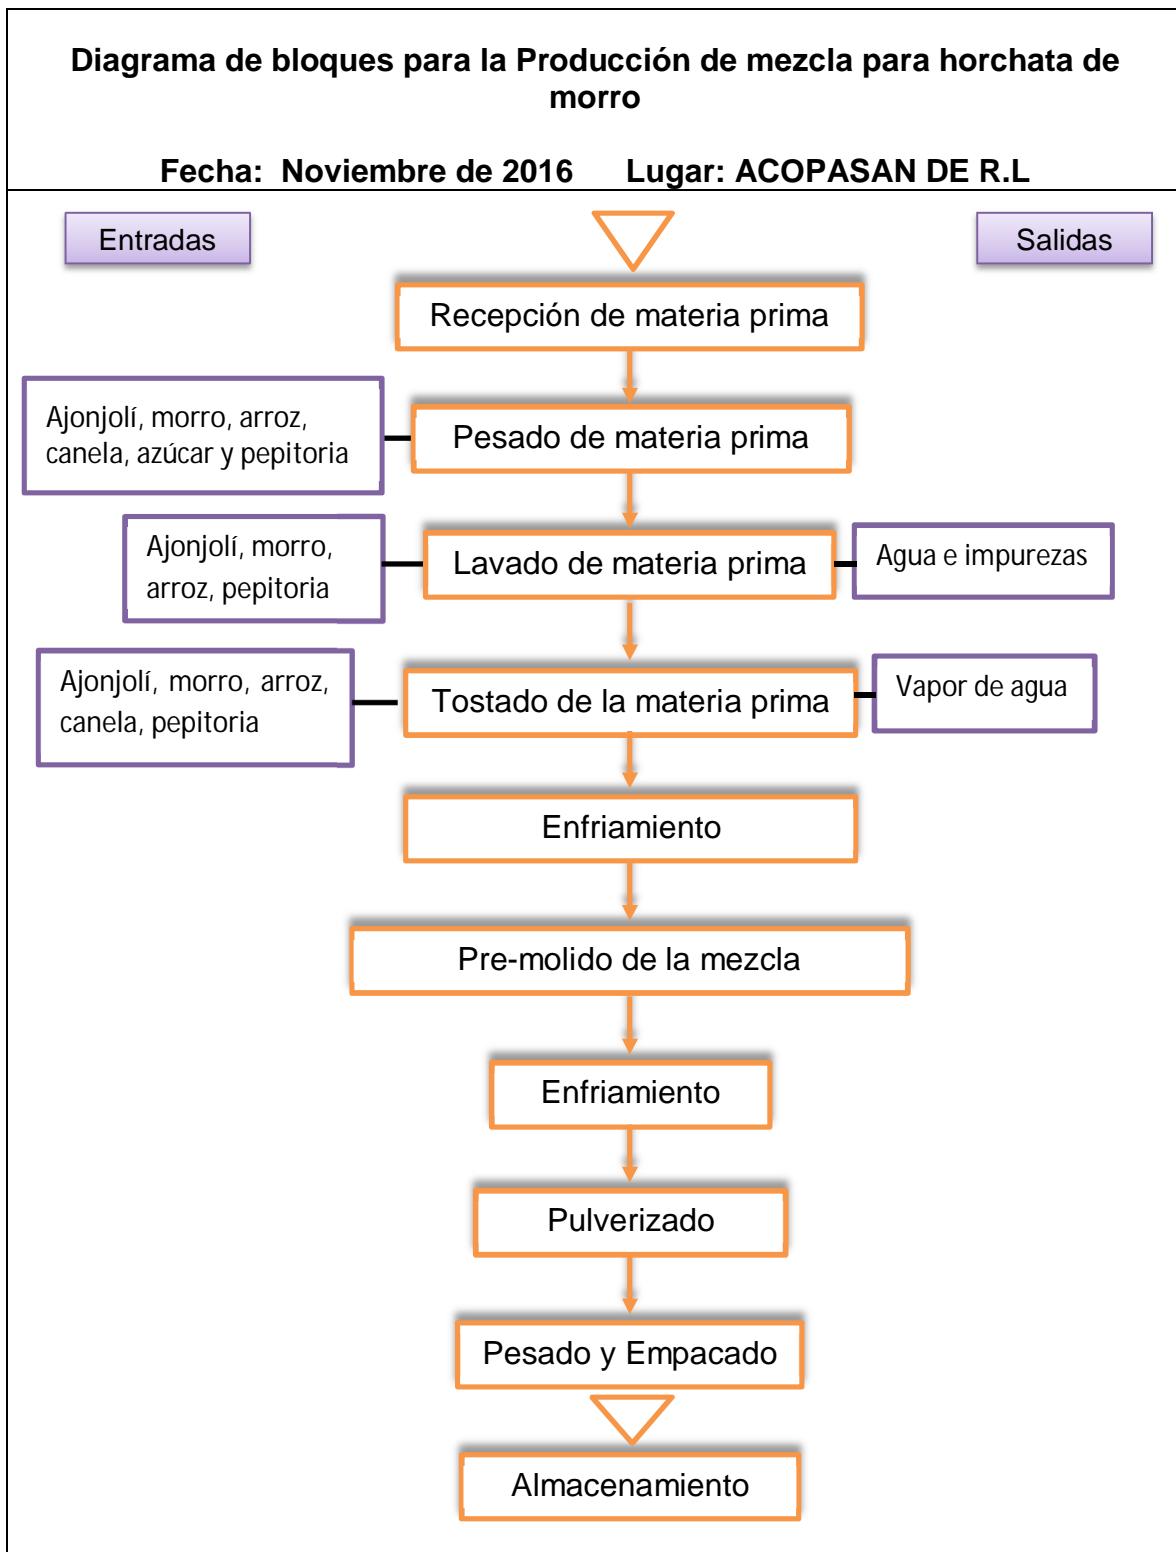 Diagrama de bloques para la Producción de mezcla para horchata de
morro
Fecha: Noviembre de 2016 Lugar: ACOPASAN DE R.L
Entradas
Salidas
Recepción de materia prima
Ajonjolí, morro, arroz,
canela, azúcar y pepitoria
Pesado de materia prima
Ajonjolí, morro,
arroz, pepitoria
Lavado de materia prima
Agua e impurezas
Ajonjolí, morro, arroz,
canela, pepitoria
Tostado de la materia prima
Vapor de agua
Enfriamiento
Pre-molido de la mezcla
Enfriamiento
Pulverizado
Pesado y Empacado
Almacenamiento